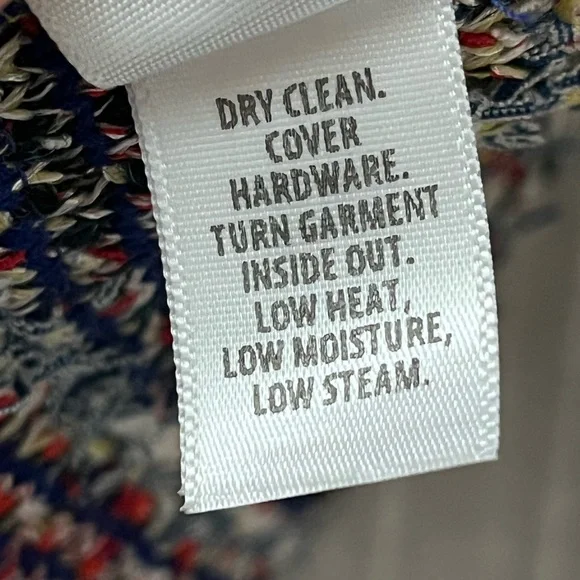 DRY CLEAN.
COVER
HARDWARE.
TURN GARMENT
INSIDE OUT.
LOW HEAT,
LOW MOISTURE,
LOW STEAM.